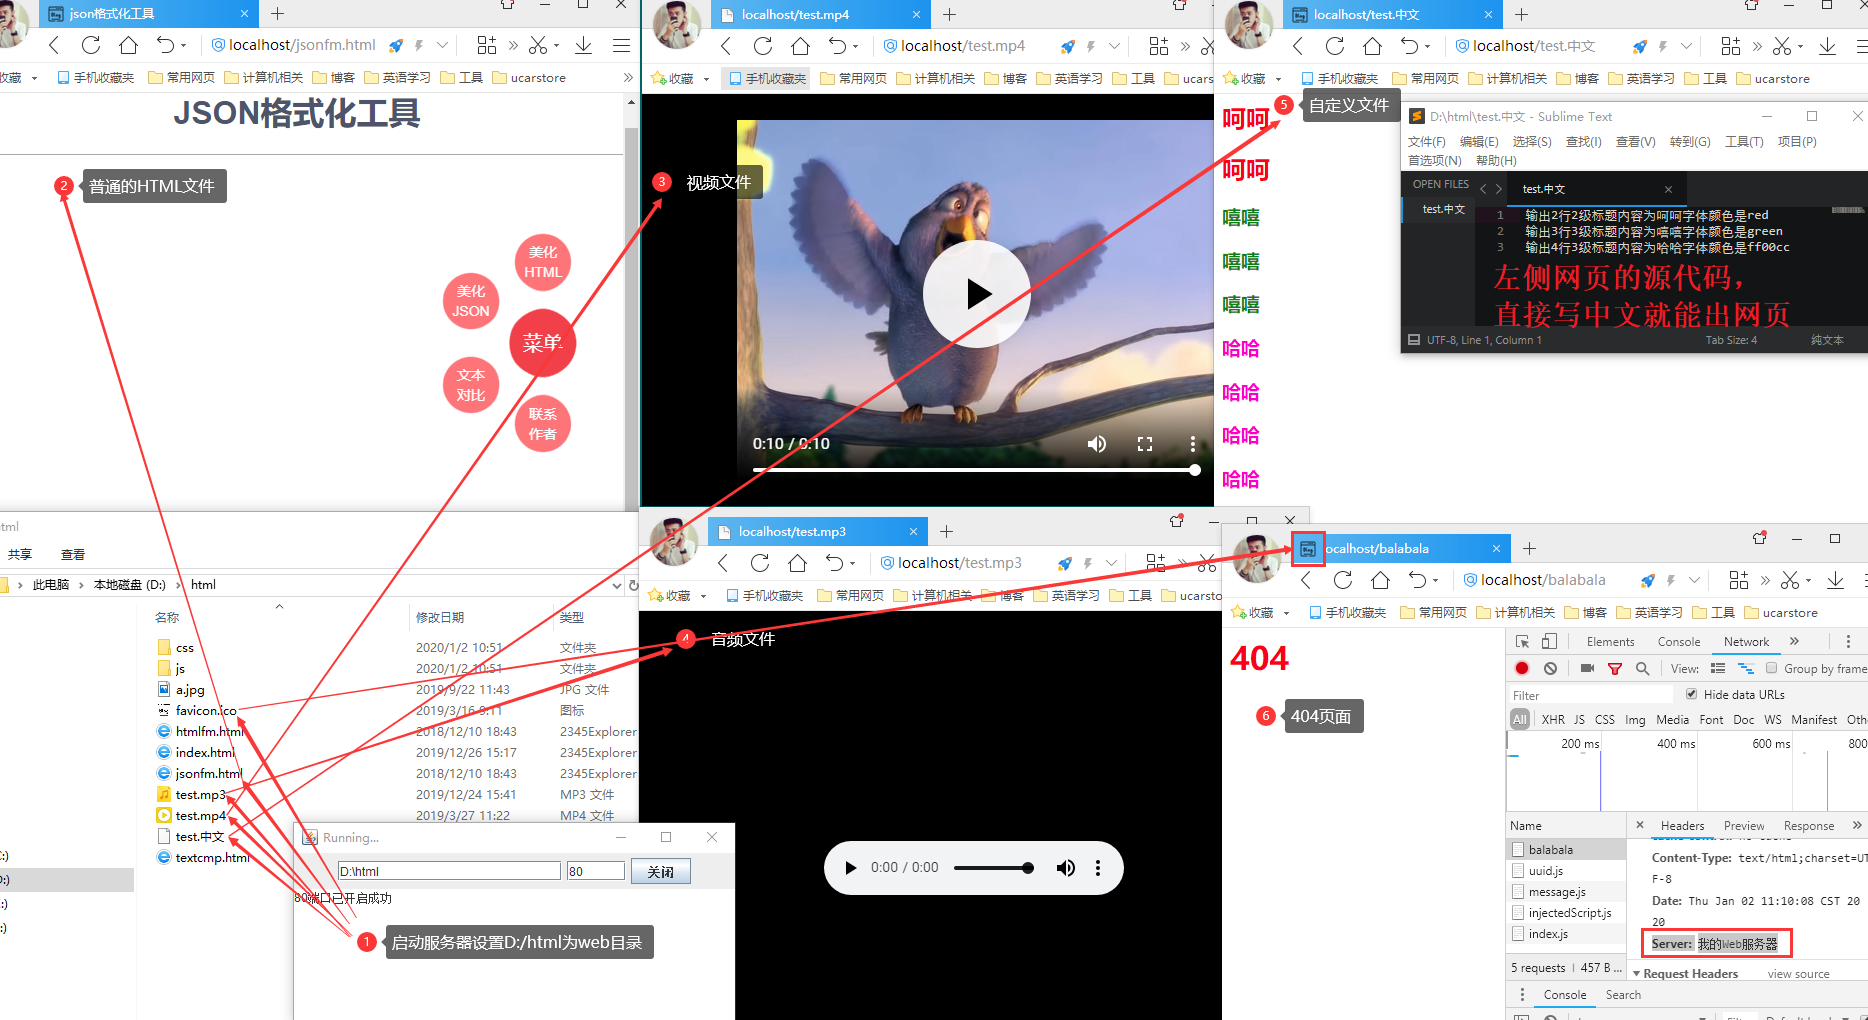 json格式化工具
localhost/jsonfm.html
收藏
手机收藏夹
常用网页
计算机相关
博客
英语学习
工具
ucarstore
JSON格式化工具
2
普通的HTML文件
美化
HTML
美化
JSON
菜单
文本
对比
联系
作者
localhost/test.mp4
localhost/test.mp4
收藏
手机收藏夹
常用网页
计算机相关
博客
英语学习
工具
ucars
3
视频文件
0:10 / 0:10
localhost/test.中文
localhost/test.中文
收藏
手机收藏夹
常用网页
计算机相关
博客
英语学习
工具
ucarstore
5
自定义文件
呵呵
呵呵
嘻嘻
嘻嘻
嘻嘻
哈哈
哈哈
哈哈
哈哈
D:\html\test.中文 - Sublime Text
文件(F) 编辑(E) 选择(S) 查找(I) 查看(V) 转到(G) 工具(T) 项目(P)
首选项(N) 帮助(H)
OPEN FILES
test.中文
test.中文
1 输出2行2级标题内容为呵呵字体颜色是red
2 输出3行3级标题内容为嘻嘻字体颜色是green
3 输出4行3级标题内容为哈哈字体颜色是ff00cc
左侧网页的源代码，
直接写中文就能出网页
UTF-8, Line 1, Column 1
Tab Size: 4
纯文本
html
共享 查看
此电脑 › 本地磁盘 (D:) › html
名称 修改日期 类型
css 2020/1/2 10:51 文件夹
js 2020/1/2 10:51 文件夹
a.jpg 2019/9/22 11:43 JPG 文件
favicon.ico 2019/3/16 9:11 图标
htmlfm.html 2018/12/10 18:43 2345Explorer
index.html 2019/12/26 15:17 2345Explorer
jsonfm.html 2018/12/10 18:43 2345Explorer
test.mp3 2019/12/24 15:41 MP3 文件
test.mp4 2019/3/27 11:22 MP4 文件
test.中文
textcmp.html
Running...
D:\html
80
关闭
80端口已开启成功
1
启动服务器设置D:/html为web目录
localhost/test.mp3
localhost/test.mp3
收藏
手机收藏夹
常用网页
计算机相关
博客
英语学习
工具
ucarsto
4
音频文件
0:00 / 0:00
ocalhost/balabala
localhost/balabala
收藏
手机收藏夹
常用网页
计算机相关
博客
英语学习
工具
ucarstore
404
6
404页面
Elements Console Network
View:
Group by frame
Filter
Hide data URLs
All XHR JS CSS Img Media Font Doc WS Manifest Oth
200 ms 400 ms 600 ms 800
Name
balabala
uuid.js
message.js
injectedScript.js
index.js
5 requests | 457 B ...
Headers Preview Response
Content-Type: text/html;charset=UT
F-8
Date: Thu Jan 02 11:10:08 CST 20
20
Server: 我的Web服务器
Request Headers view source
Console Search